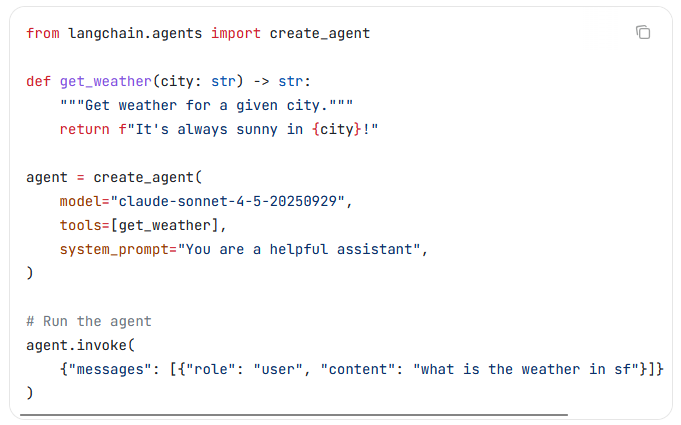 from langchain.agents import create_agent
def get_weather(city: str) -> str:
    """Get weather for a given city."""
    return f"It's always sunny in {city}!"
agent = create_agent(
    model="claude-sonnet-4-5-20250929",
    tools=[get_weather],
    system_prompt="You are a helpful assistant",
)
# Run the agent
agent.invoke(
    {"messages": [{"role": "user", "content": "what is the weather in sf"}]}
)